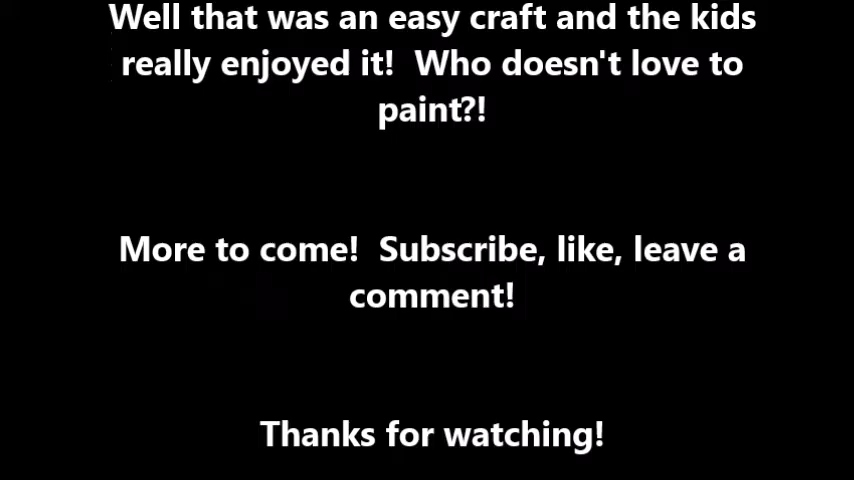 Well that was an easy craft and the kids
really enjoyed it!  Who doesn't love to
paint?!
More to come!  Subscribe, like, leave a
comment!
Thanks for watching!